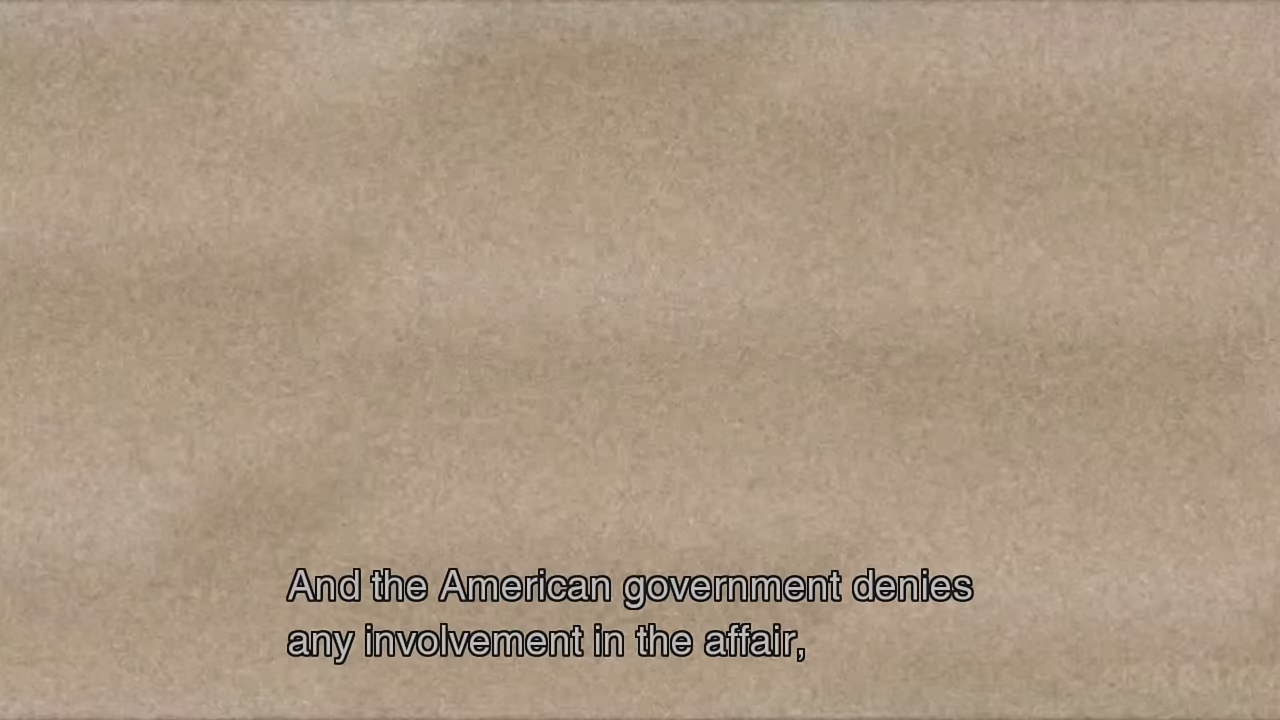 And the American government denies
any involvement in the affair,